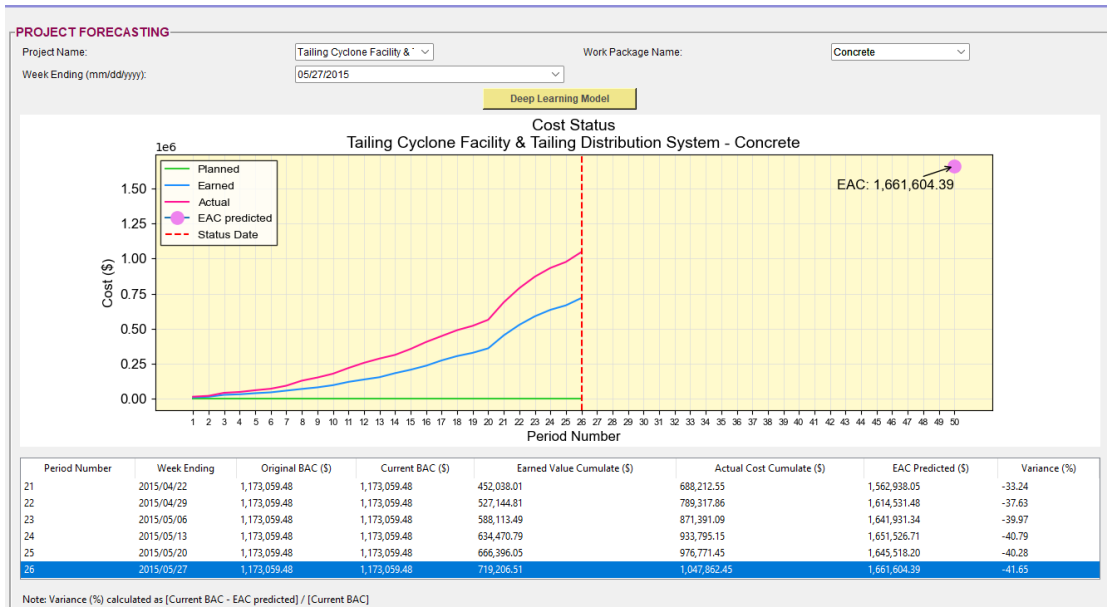 PROJECT FORECASTING
Project Name: Tailing Cyclone Facility & T Work Package Name: Concrete
Week Ending (mm/dd/yyyy): 05/27/2015
Deep Learning Model
Cost Status
Tailing Cyclone Facility & Tailing Distribution System - Concrete
1e6
Planned
Earned
Actual
EAC predicted
Status Date
EAC: 1,661,604.39
1.50
1.25
1.00
0.75
0.50
0.25
0.00
Cost ($)
1 2 3 4 5 6 7 8 9 10 11 12 13 14 15 16 17 18 19 20 21 22 23 24 25 26 27 28 29 30 31 32 33 34 35 36 37 38 39 40 41 42 43 44 45 46 47 48 49 50
Period Number
Period Number Week Ending Original BAC ($) Current BAC ($) Earned Value Cumulate ($) Actual Cost Cumulate ($) EAC Predicted ($) Variance (%)
21 2015/04/22 1,173,059.48 1,173,059.48 452,038.01 688,212.55 1,562,938.05 -33.24
22 2015/04/29 1,173,059.48 1,173,059.48 527,144.81 789,317.86 1,614,531.48 -37.63
23 2015/05/06 1,173,059.48 1,173,059.48 588,113.49 871,391.09 1,641,931.34 -39.97
24 2015/05/13 1,173,059.48 1,173,059.48 634,470.79 933,795.15 1,651,526.71 -40.79
25 2015/05/20 1,173,059.48 1,173,059.48 666,396.05 976,771.45 1,645,518.20 -40.28
26 2015/05/27 1,173,059.48 1,173,059.48 719,206.51 1,047,862.45 1,661,604.39 -41.65
Note: Variance (%) calculated as [Current BAC - EAC predicted] / [Current BAC]